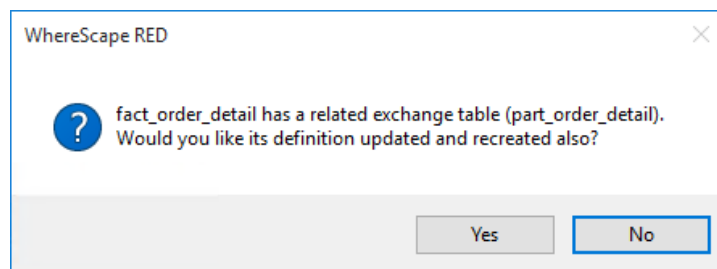 WhereScape RED
fact_order_detail has a related exchange table (part_order_detail).
Would you like its definition updated and recreated also?
Yes
No